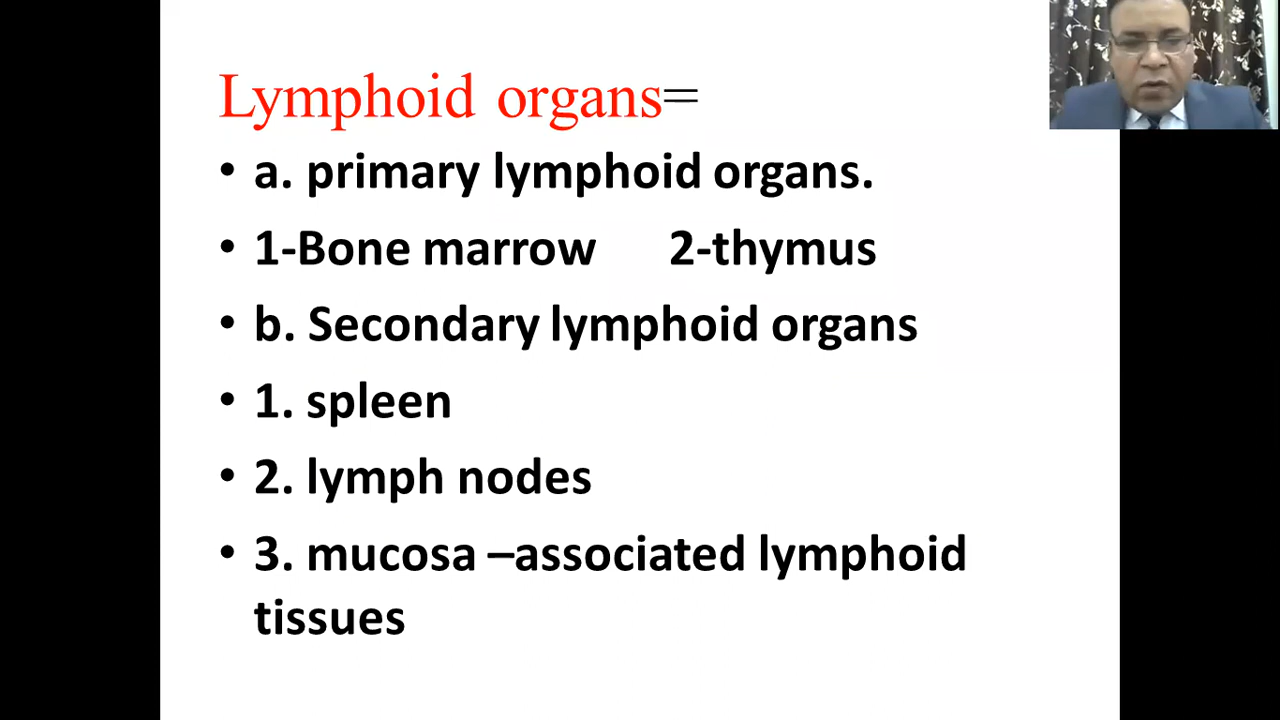 Lymphoid organs=
• a. primary lymphoid organs.
• 1-Bone marrow 2-thymus
• b. Secondary lymphoid organs
• 1. spleen
• 2. lymph nodes
• 3. mucosa –associated lymphoid
tissues